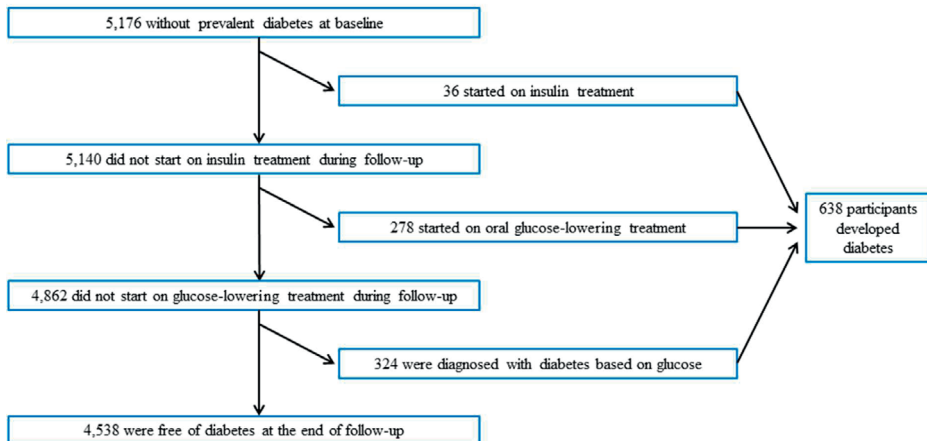 5,176 without prevalent diabetes at baseline
36 started on insulin treatment
5,140 did not start on insulin treatment during follow-up
278 started on oral glucose-lowering treatment
638 participants
developed
diabetes
4,862 did not start on glucose-lowering treatment during follow-up
324 were diagnosed with diabetes based on glucose
4,538 were free of diabetes at the end of follow-up